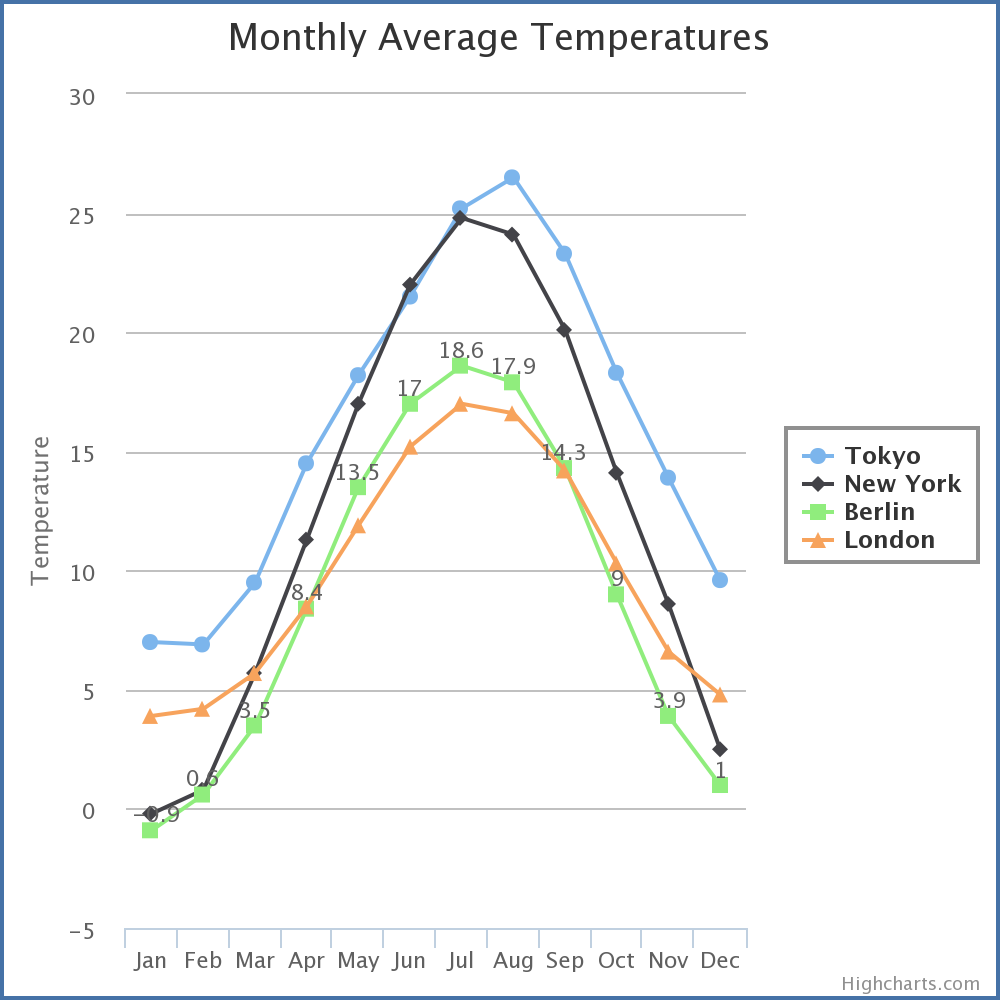 Monthly Average Temperatures
30
25
20
15
10
5
0
−5
Temperature
18.6
17.9
17
13.5
14.3
8.4
9
3.5
3.9
0.6
1
−0.9
Jan Feb Mar Apr May Jun Jul Aug Sep Oct Nov Dec
Tokyo
New York
Berlin
London
Highcharts.com